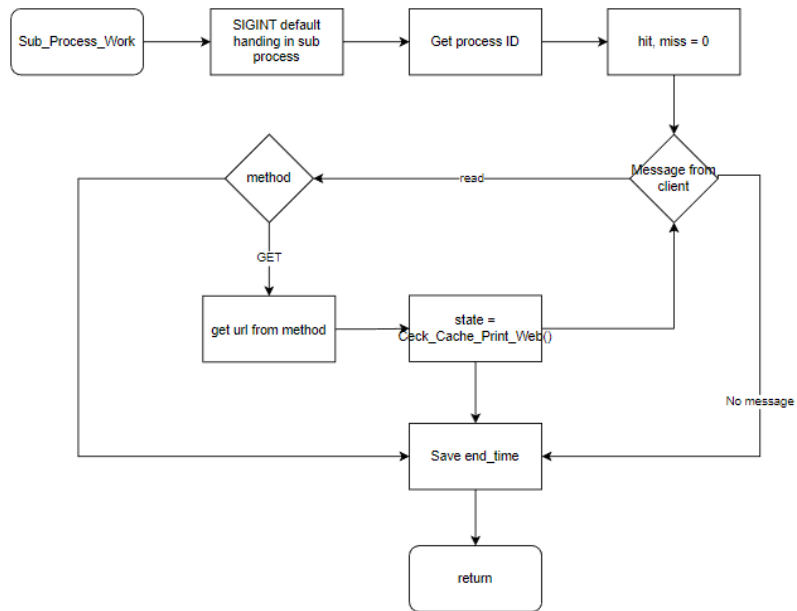 Sub_Process_Work
SIGINT default
handing in sub
process
Get process ID
hit, miss = 0
method
read
Message from
client
GET
get url from method
state =
Ceck_Cache_Print_Web()
No message
Save end_time
return